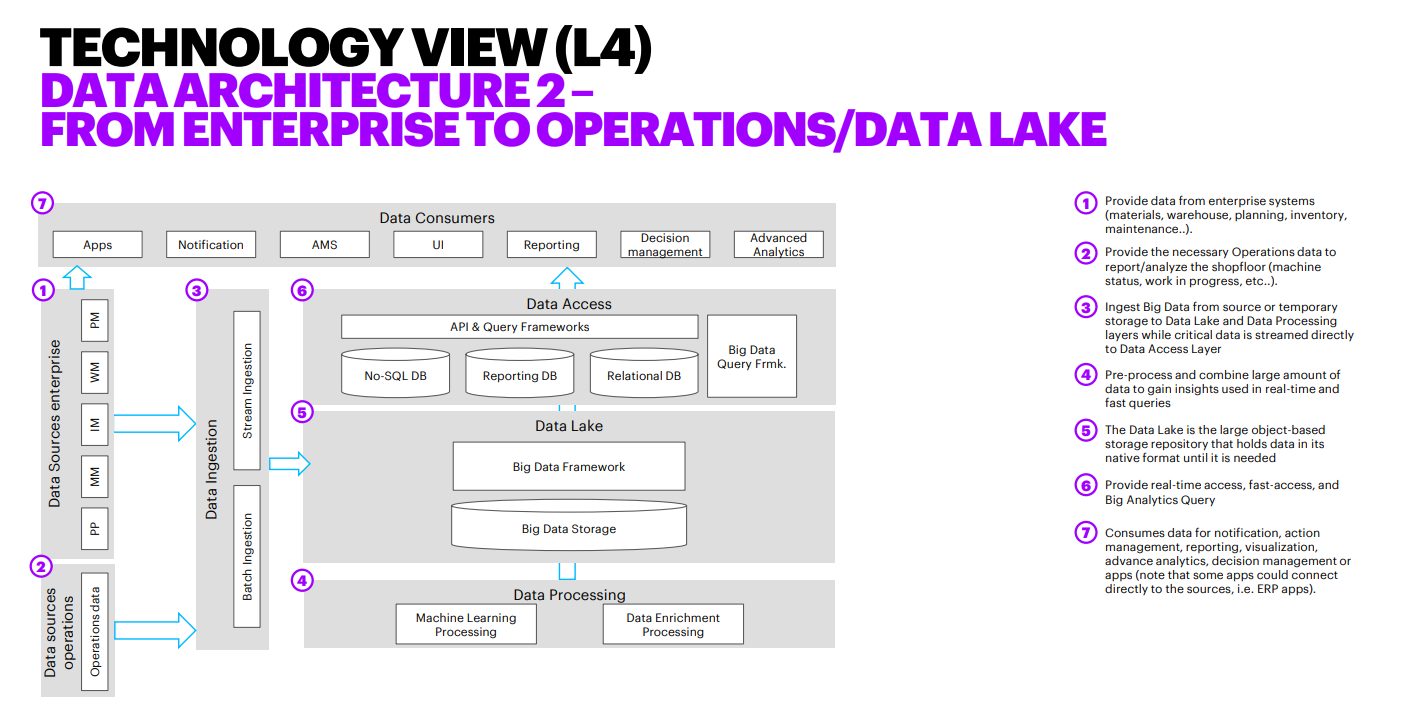 TECHNOLOGY VIEW (L4)
DATA ARCHITECTURE 2 –
FROM ENTERPRISE TO OPERATIONS/DATA LAKE
7
Data Consumers
Apps
Notification
AMS
UI
Reporting
Decision
management
Advanced
Analytics
1
Data Sources enterprise
PM
WM
IM
MM
PP
2
Data sources
operations
Operations data
3
Data Ingestion
Stream Ingestion
Batch Ingestion
6
Data Access
API & Query Frameworks
No-SQL DB
Reporting DB
Relational DB
Big Data
Query Frmk.
5
Data Lake
Big Data Framework
Big Data Storage
4
Data Processing
Machine Learning
Processing
Data Enrichment
Processing
1
Provide data from enterprise systems
(materials, warehouse, planning, inventory,
maintenance..).
2
Provide the necessary Operations data to
report/analyze the shopfloor (machine
status, work in progress, etc..).
3
Ingest Big Data from source or temporary
storage to Data Lake and Data Processing
layers while critical data is streamed directly
to Data Access Layer
4
Pre-process and combine large amount of
data to gain insights used in real-time and
fast queries
5
The Data Lake is the large object-based
storage repository that holds data in its
native format until it is needed
6
Provide real-time access, fast-access, and
Big Analytics Query
7
Consumes data for notification, action
management, reporting, visualization,
advance analytics, decision management or
apps (note that some apps could connect
directly to the sources, i.e. ERP apps).